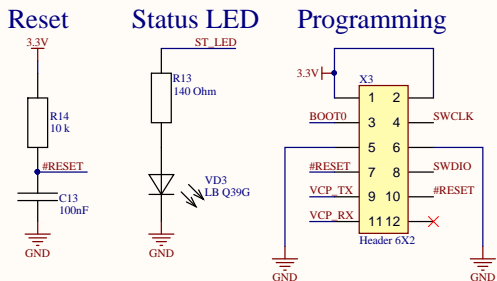 Reset
3.3V
R14
10 k
#RESET
C13
100nF
GND
Status LED
ST_LED
R13
140 Ohm
VD3
LB Q39G
GND
Programming
3.3V
X3
1 2
BOOT0 3 4 SWCLK
5 6
#RESET 7 8 SWDIO
VCP_TX 9 10 #RESET
VCP_RX 11 12
Header 6X2
GND
GND